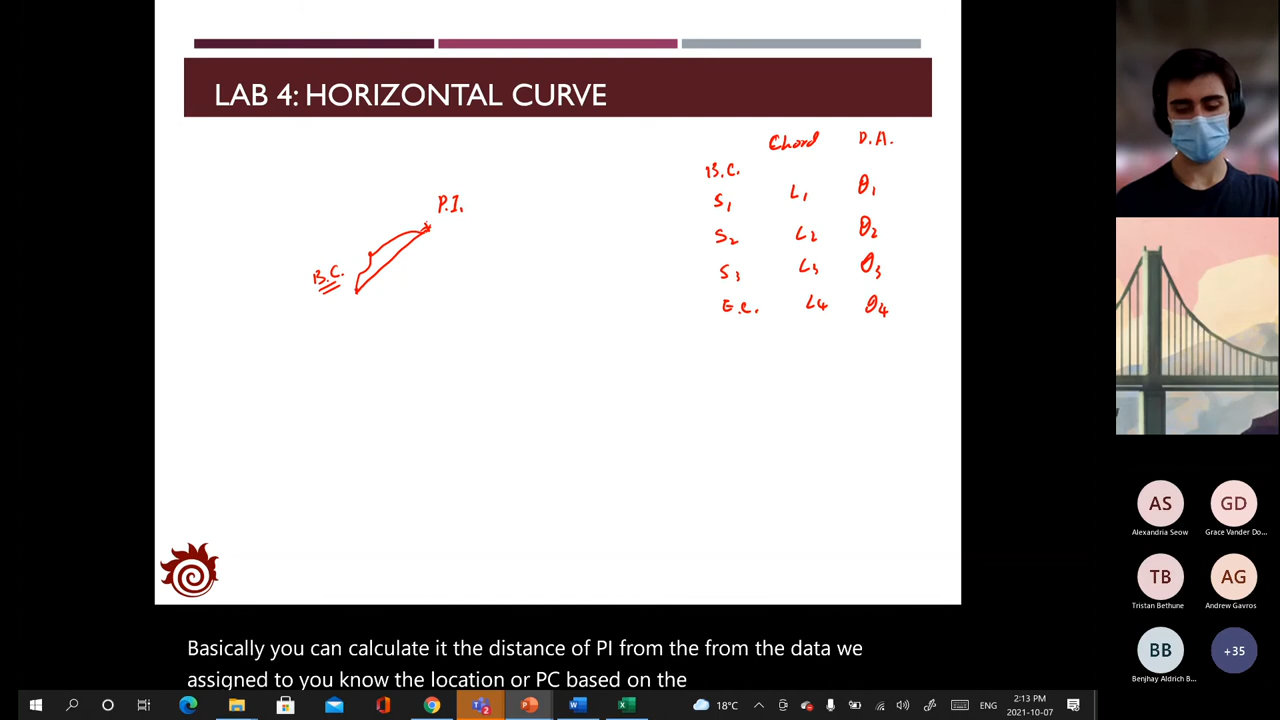 LAB 4: HORIZONTAL CURVE
Chord D.A.
B.C.
S1 L1 θ1
S2 L2 θ2
S3 L3 θ3
E.C. L4 θ4
P.I.
B.C.
Basically you can calculate it the distance of PI from the from the data we
assigned to you know the location or PC based on the
AS GD
Alexandria Seow Grace Vander Do...
TB AG
Tristan Bethune Andrew Gavros
BB +35
Benjhay Aldrich B...
18°C ENG 2:13 PM
2021-10-07